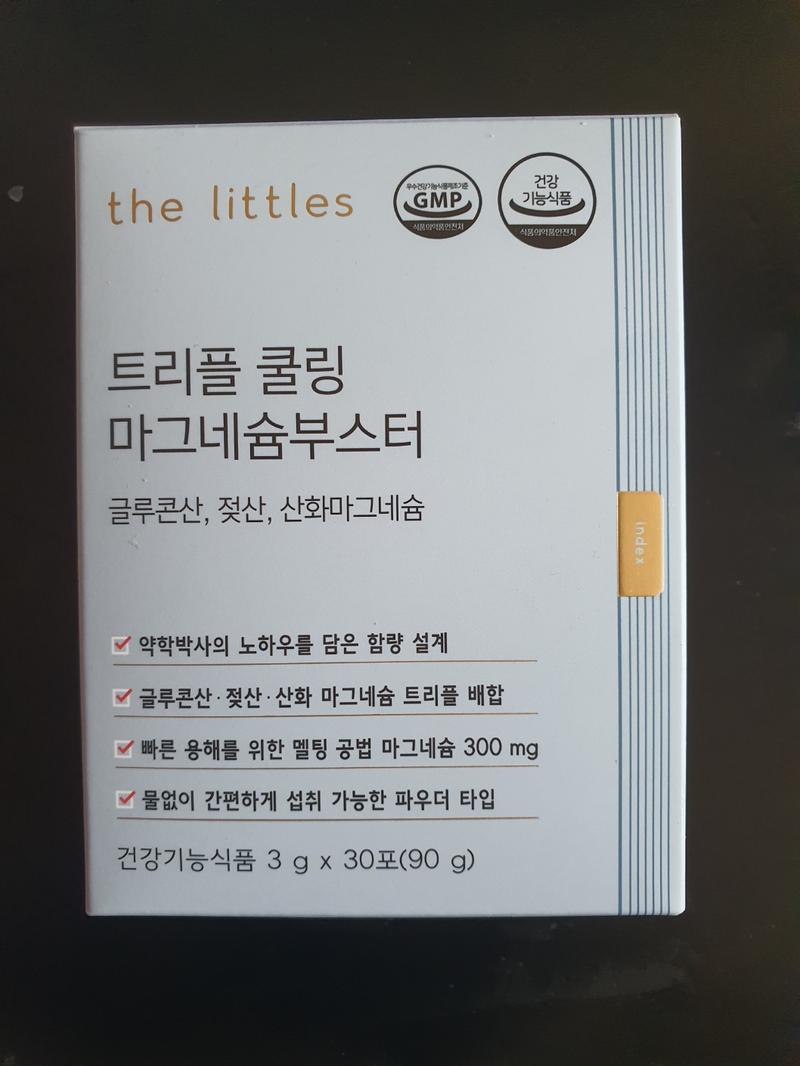 the littles
우수건강기능식품제조기준
GMP
식품의약품안전처
건강
기능식품
식품의약품안전처
트리플 쿨링
마그네슘부스터
글루콘산, 젖산, 산화마그네슘
index
약학박사의 노하우를 담은 함량 설계
글루콘산·젖산·산화 마그네슘 트리플 배합
빠른 용해를 위한 멜팅 공법 마그네슘 300 mg
물없이 간편하게 섭취 가능한 파우더 타입
건강기능식품 3 g x 30포(90 g)